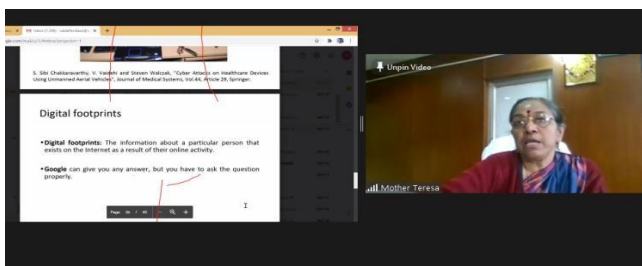 S. Sibi Chakkaravarthy, V. Vaidehi and Steven Walczak, "Cyber Attacks on Healthcare Devices
Using Unmanned Aerial Vehicles", Journal of Medical Systems, Vol:44, Article 29, Springer.
Digital footprints
•Digital footprints: The information about a particular person that
exists on the Internet as a result of their online activity.
•Google can give you any answer, but you have to ask the question
properly.
Page
Unpin Video
Mother Teresa